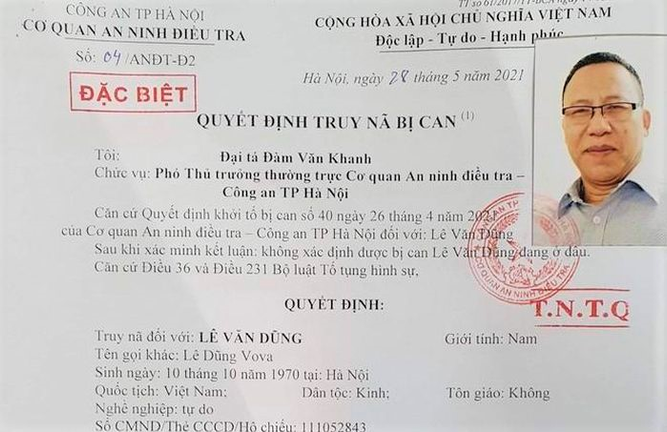 CÔNG AN TP HÀ NỘI
CƠ QUAN AN NINH ĐIỀU TRA
Số: 04/ANĐT-Đ2
ĐẶC BIỆT
CỘNG HÒA XÃ HỘI CHỦ NGHĨA VIỆT NAM
Độc lập - Tự do - Hạnh phúc
Hà Nội, ngày 28 tháng 5 năm 2021
QUYẾT ĐỊNH TRUY NÃ BỊ CAN (1)
Tôi: Đại tá Đàm Văn Khanh
Chức vụ: Phó Thủ trưởng thường trực Cơ quan An ninh điều tra –
Công an TP Hà Nội
Căn cứ Quyết định khởi tố bị can số 40 ngày 26 tháng 4 năm 2021
của Cơ quan An ninh điều tra – Công an TP Hà Nội đối với: Lê Văn Dũng
Sau khi xác minh kết luận: không xác định được bị can Lê Văn Dũng đang ở đâu.
Căn cứ Điều 36 và Điều 231 Bộ luật Tố tụng hình sự,
CƠ QUAN AN NINH ĐIỀU TRA
T.N.T.Q
QUYẾT ĐỊNH:
Truy nã đối với: LÊ VĂN DŨNG Giới tính: Nam
Tên gọi khác: Lê Dũng Vova
Sinh ngày: 10 tháng 10 năm 1970 tại: Hà Nội
Quốc tịch: Việt Nam; Dân tộc: Kinh; Tôn giáo: Không
Nghề nghiệp: tự do
Số CMND/Thẻ CCCD/Hộ chiếu: 111052843